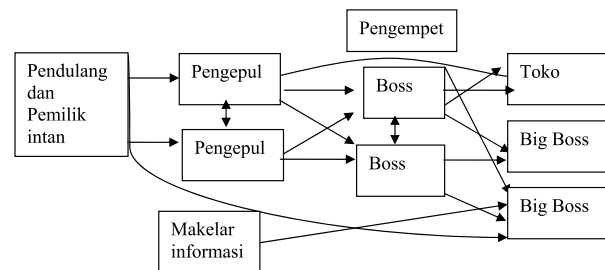 Pengempet
Pendulang
dan
Pemilik
intan
Pengepul
Boss
Toko
Pengepul
Boss
Big Boss
Big Boss
Makelar
informasi